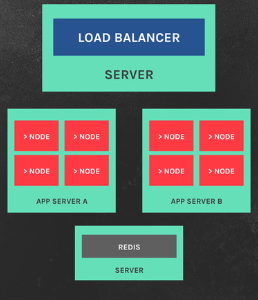 LOAD BALANCER
SERVER
> NODE > NODE > NODE > NODE
> NODE > NODE > NODE > NODE
APP SERVER A APP SERVER B
REDIS
SERVER